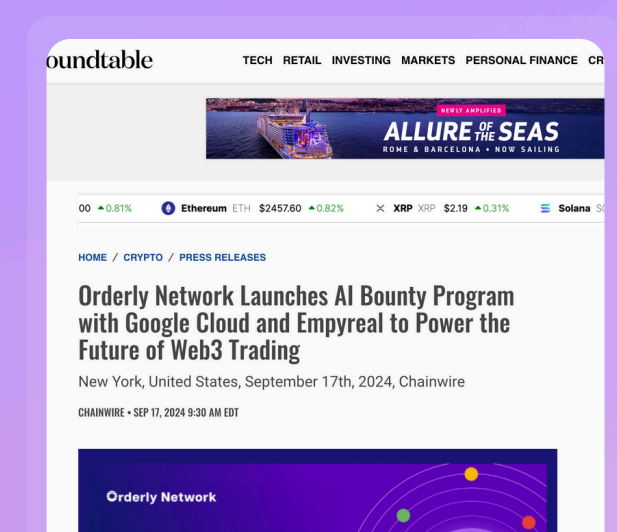 oundtable
TECH RETAIL INVESTING MARKETS PERSONAL FINANCE CR
NEWLY AMPLIFIED
ALLURE OF THE SEAS
ROME & BARCELONA • NOW SAILING
00 ▲0.81% Ethereum ETH $2457.60 ▲0.82% XRP XRP $2.19 ▲0.31% Solana SO
HOME / CRYPTO / PRESS RELEASES
Orderly Network Launches AI Bounty Program
with Google Cloud and Empyreal to Power the
Future of Web3 Trading
New York, United States, September 17th, 2024, Chainwire
CHAINWIRE • SEP 17, 2024 9:30 AM EDT
Orderly Network